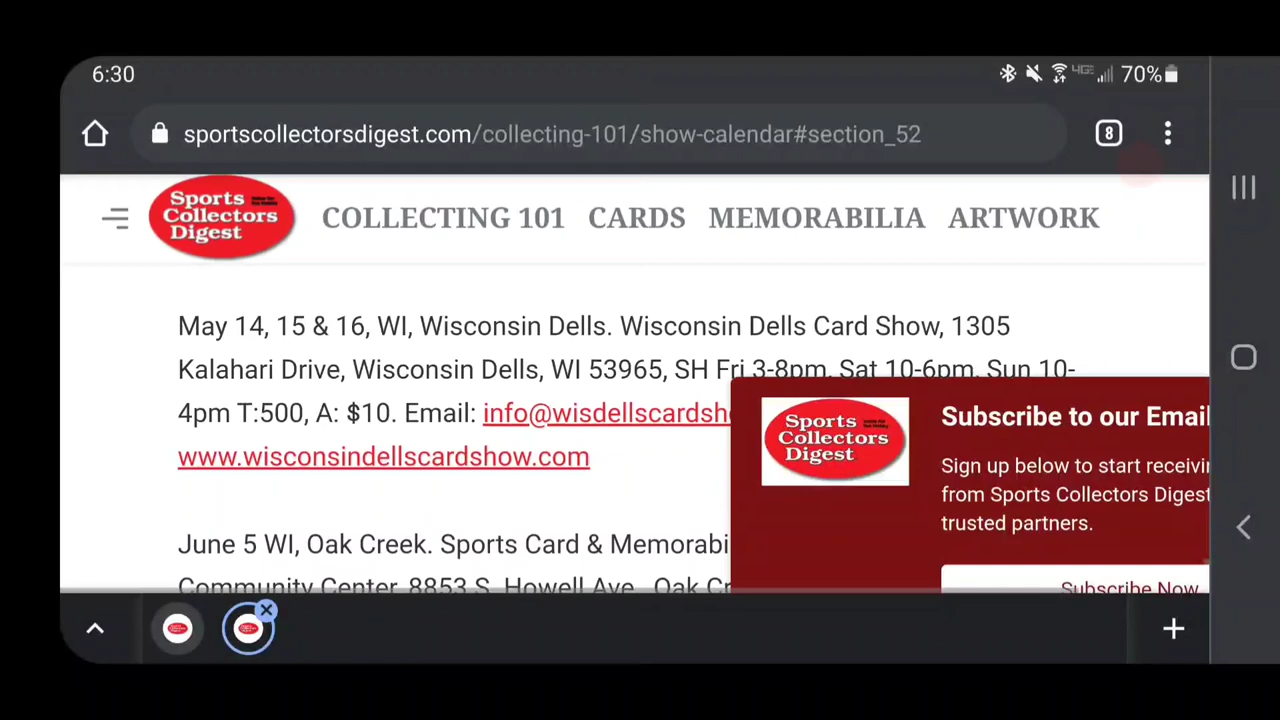 6:30
4GE 70%
sportscollectorsdigest.com/collecting-101/show-calendar#section_52
8
Sports
Collectors
Digest
COLLECTING 101 CARDS MEMORABILIA ARTWORK
May 14, 15 & 16, WI, Wisconsin Dells. Wisconsin Dells Card Show, 1305
Kalahari Drive, Wisconsin Dells, WI 53965, SH Fri 3-8pm, Sat 10-6pm, Sun 10-
4pm T:500, A: $10. Email: info@wisdellscardsh
www.wisconsindellscardshow.com
June 5 WI, Oak Creek. Sports Card & Memorabi
Community Center, 8853 S. Howell Ave., Oak Cr
Sports
Collectors
Digest
Subscribe to our Email
Sign up below to start receivi
from Sports Collectors Digest
trusted partners.
Subscribe Now